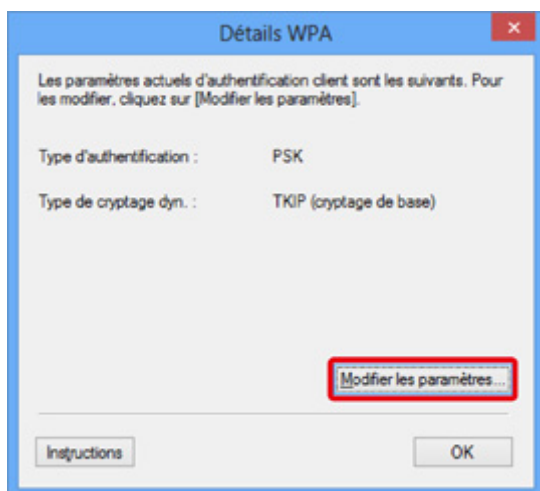 Détails WPA
Les paramètres actuels d'authentification client sont les suivants. Pour
les modifier, cliquez sur [Modifier les paramètres].
Type d'authentification : PSK
Type de cryptage dyn. : TKIP (cryptage de base)
Modifier les paramètres...
Instructions OK